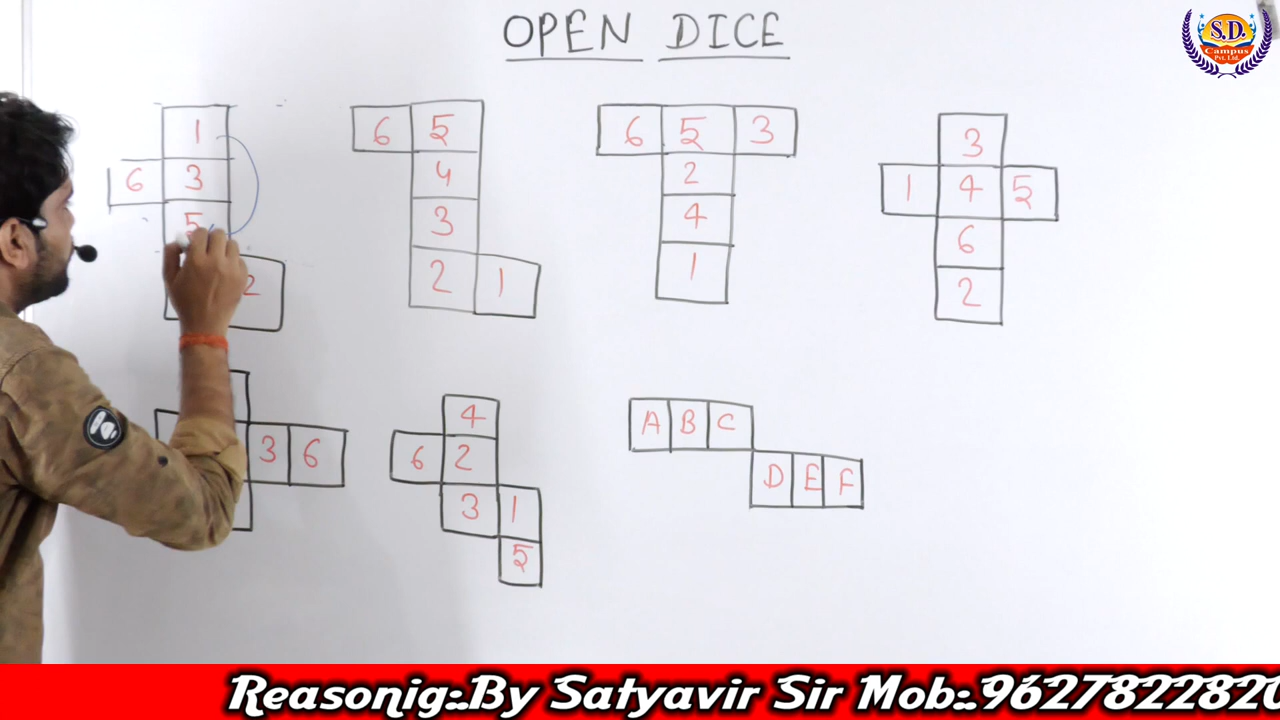 OPEN DICE
S.D.
Campus
Pvt. Ltd.
1
6 3
5
2
6 5
4
3
2 1
6 5 3
2
4
1
3
1 4 5
6
2
3 6
4
6 2
3 1
5
A B C
D E F
Reasonig:-By Satyavir Sir Mob:-9627822820